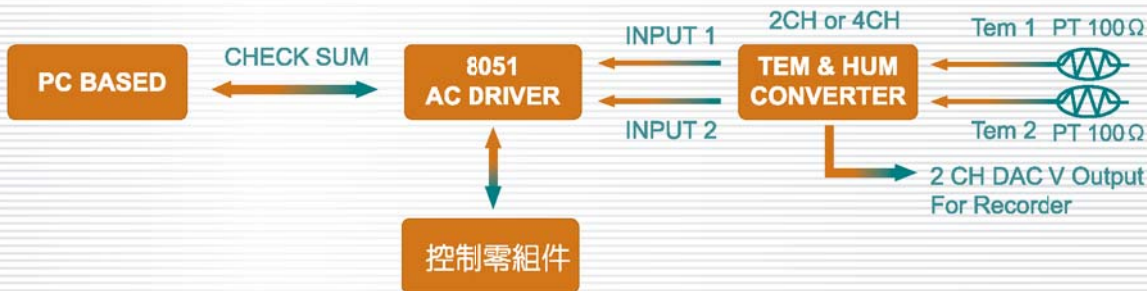 PC BASED
CHECK SUM
8051
AC DRIVER
INPUT 1
INPUT 2
2CH or 4CH
TEM & HUM
CONVERTER
Tem 1 PT 100Ω
Tem 2 PT 100Ω
2 CH DAC V Output
For Recorder
控制零組件